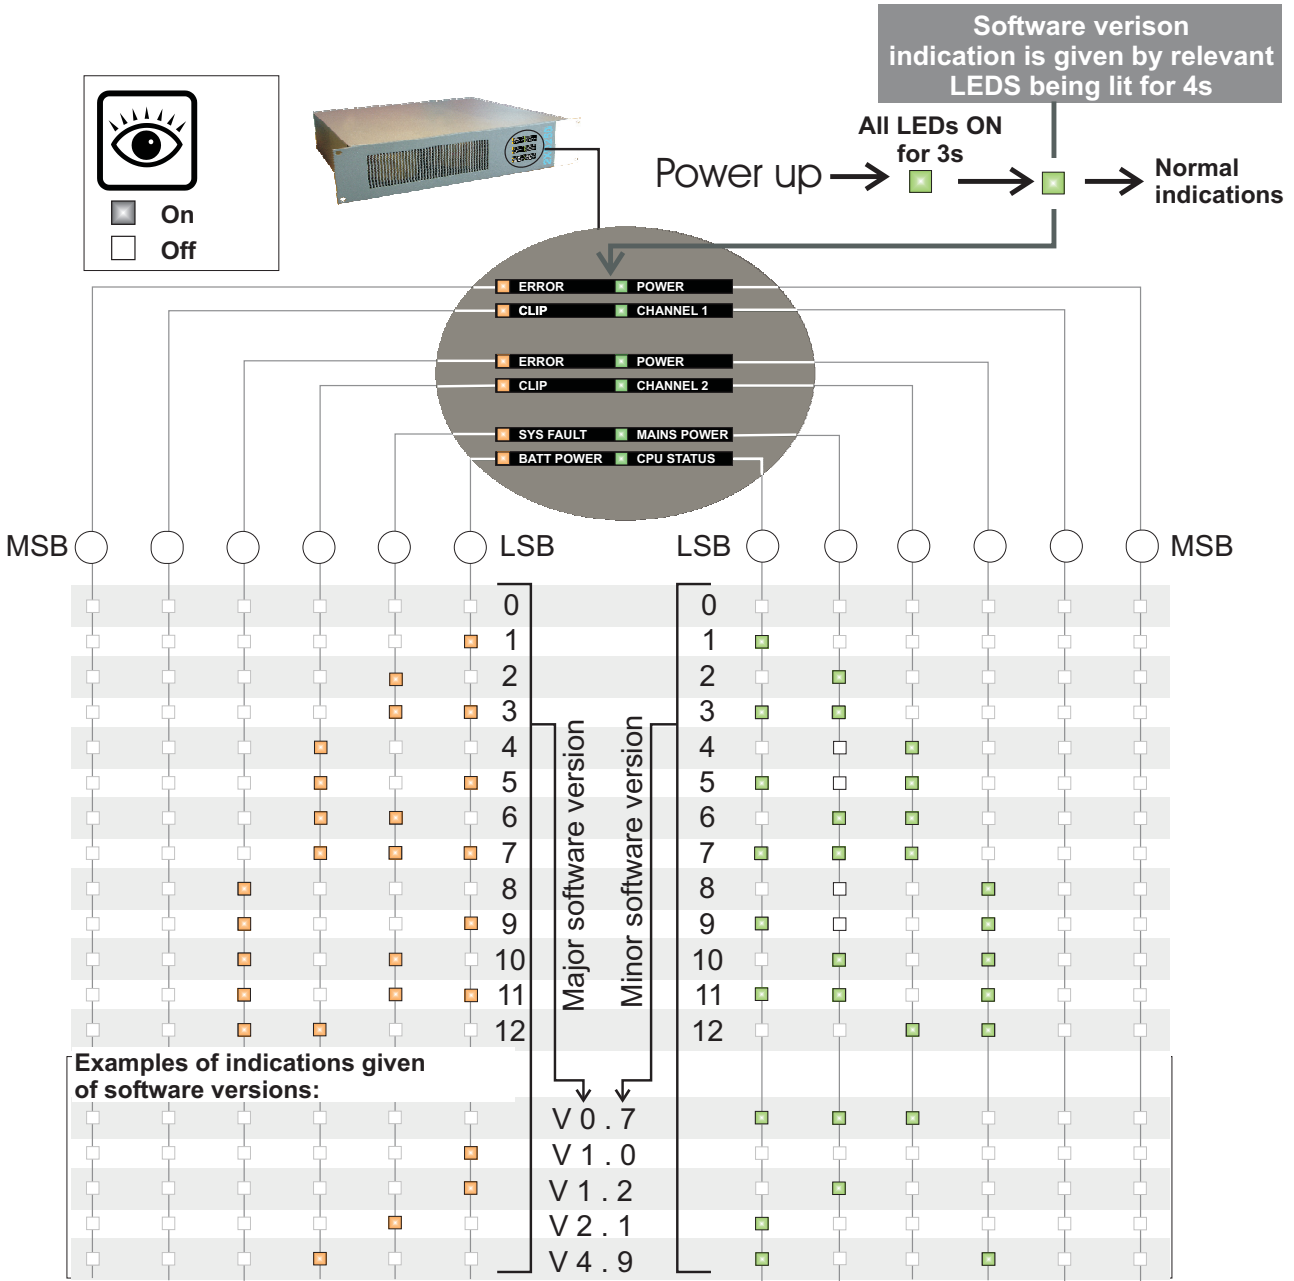 Software verison
indication is given by relevant
LEDS being lit for 4s
All LEDs ON
for 3s
Power up
Normal
indications
On
Off
ERROR POWER
CLIP CHANNEL 1
ERROR POWER
CLIP CHANNEL 2
SYS FAULT MAINS POWER
BATT POWER CPU STATUS
MSB LSB LSB MSB
0 0
1 1
2 2
3 3
4 4
5 5
6 6
7 7
8 8
9 9
10 10
11 11
12 12
Major software version
Minor software version
Examples of indications given
of software versions:
V 0 . 7
V 1 . 0
V 1 . 2
V 2 . 1
V 4 . 9